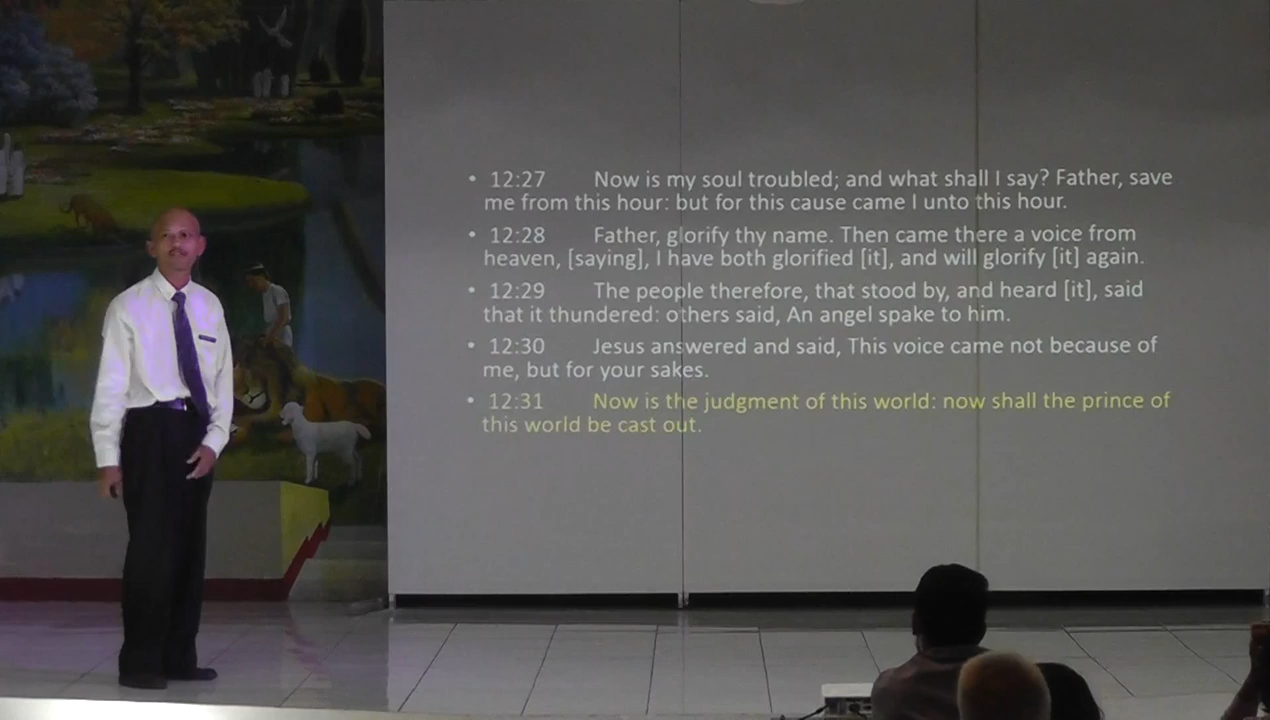 • 12:27 Now is my soul troubled; and what shall I say? Father, save
me from this hour: but for this cause came I unto this hour.
• 12:28 Father, glorify thy name. Then came there a voice from
heaven, [saying], I have both glorified [it], and will glorify [it] again.
• 12:29 The people therefore, that stood by, and heard [it], said
that it thundered: others said, An angel spake to him.
• 12:30 Jesus answered and said, This voice came not because of
me, but for your sakes.
• 12:31 Now is the judgment of this world: now shall the prince of
this world be cast out.